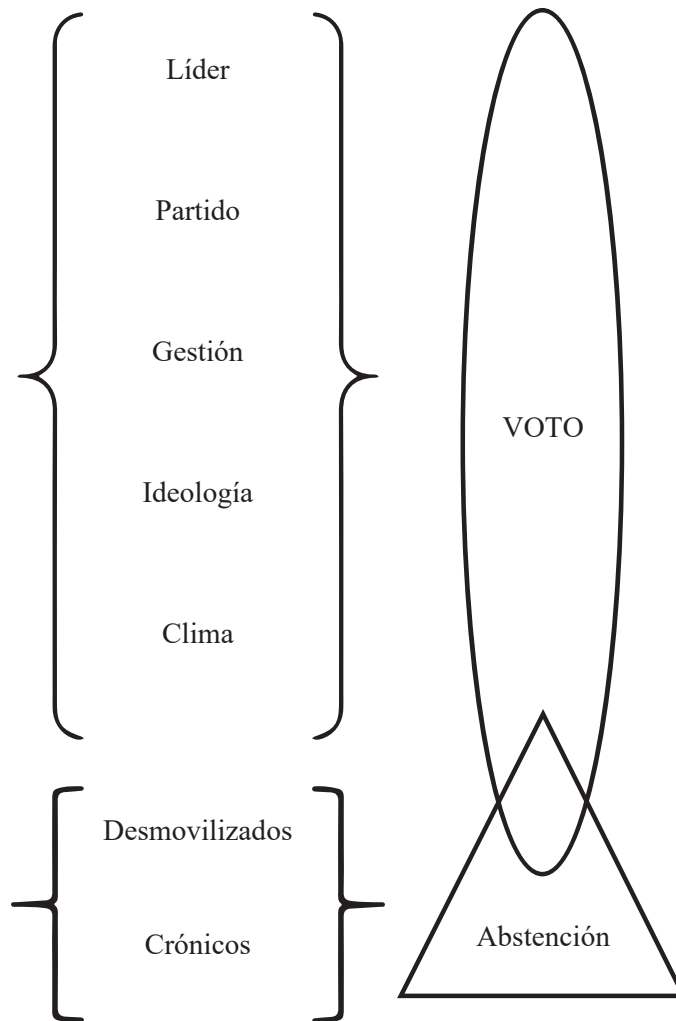 Líder
Partido
Gestión
VOTO
Ideología
Clima
Desmovilizados
Crónicos
Abstención